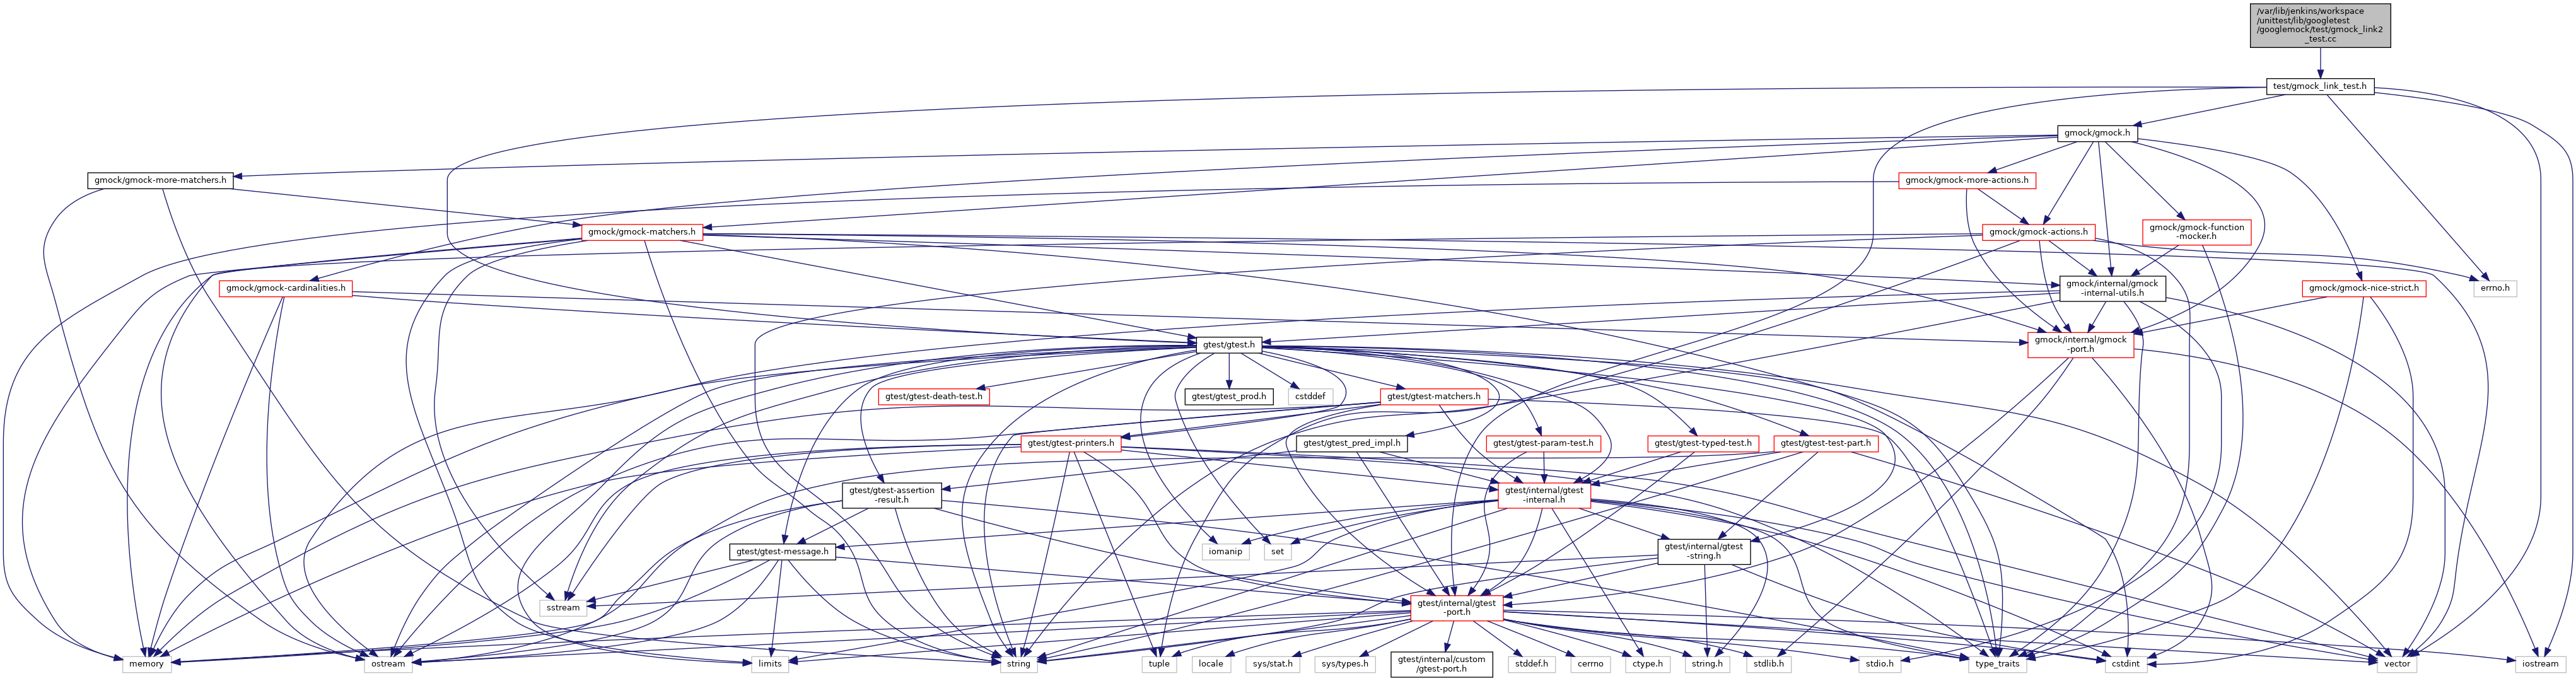 /var/lib/jenkins/workspace
/unittest/lib/googletest
/googlemock/test/gmock_link2
_test.cc
test/gmock_link_test.h
gmock/gmock.h
gmock/gmock-more-matchers.h
gmock/gmock-more-actions.h
gmock/gmock-matchers.h
gmock/gmock-actions.h
gmock/gmock-function
-mocker.h
gmock/gmock-cardinalities.h
gmock/internal/gmock
-internal-utils.h
gmock/gmock-nice-strict.h
errno.h
gtest/gtest.h
gmock/internal/gmock
-port.h
gtest/gtest-death-test.h
gtest/gtest_prod.h
cstddef
gtest/gtest-matchers.h
gtest/gtest-printers.h
gtest/gtest_pred_impl.h
gtest/gtest-param-test.h
gtest/gtest-typed-test.h
gtest/gtest-test-part.h
gtest/gtest-assertion
-result.h
gtest/internal/gtest
-internal.h
gtest/gtest-message.h
iomanip
set
gtest/internal/gtest
-string.h
sstream
gtest/internal/gtest
-port.h
memory
ostream
limits
string
tuple
locale
sys/stat.h
sys/types.h
gtest/internal/custom
/gtest-port.h
stddef.h
cerrno
ctype.h
string.h
stdlib.h
stdio.h
type_traits
cstdint
vector
iostream